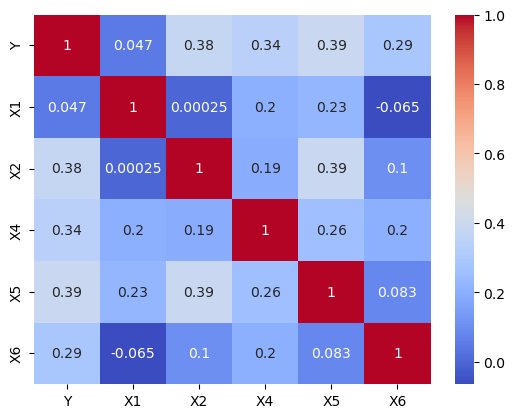 Y 1 0.047 0.38 0.34 0.39 0.29
X1 0.047 1 0.00025 0.2 0.23 -0.065
X2 0.38 0.00025 1 0.19 0.39 0.1
X4 0.34 0.2 0.19 1 0.26 0.2
X5 0.39 0.23 0.39 0.26 1 0.083
X6 0.29 -0.065 0.1 0.2 0.083 1
Y X1 X2 X4 X5 X6
1.0
0.8
0.6
0.4
0.2
0.0